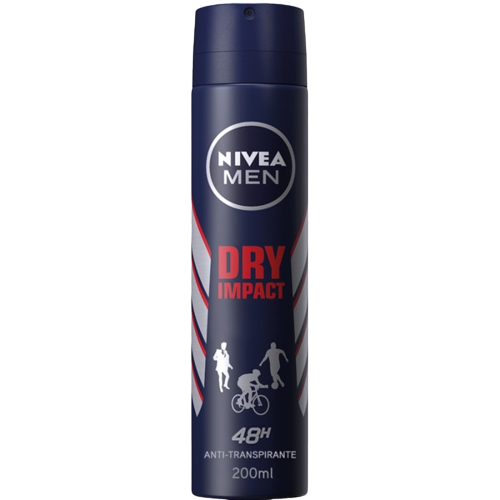 NIVEA
MEN
DRY
IMPACT
48H
ANTI-TRANSPIRANTE
200ml